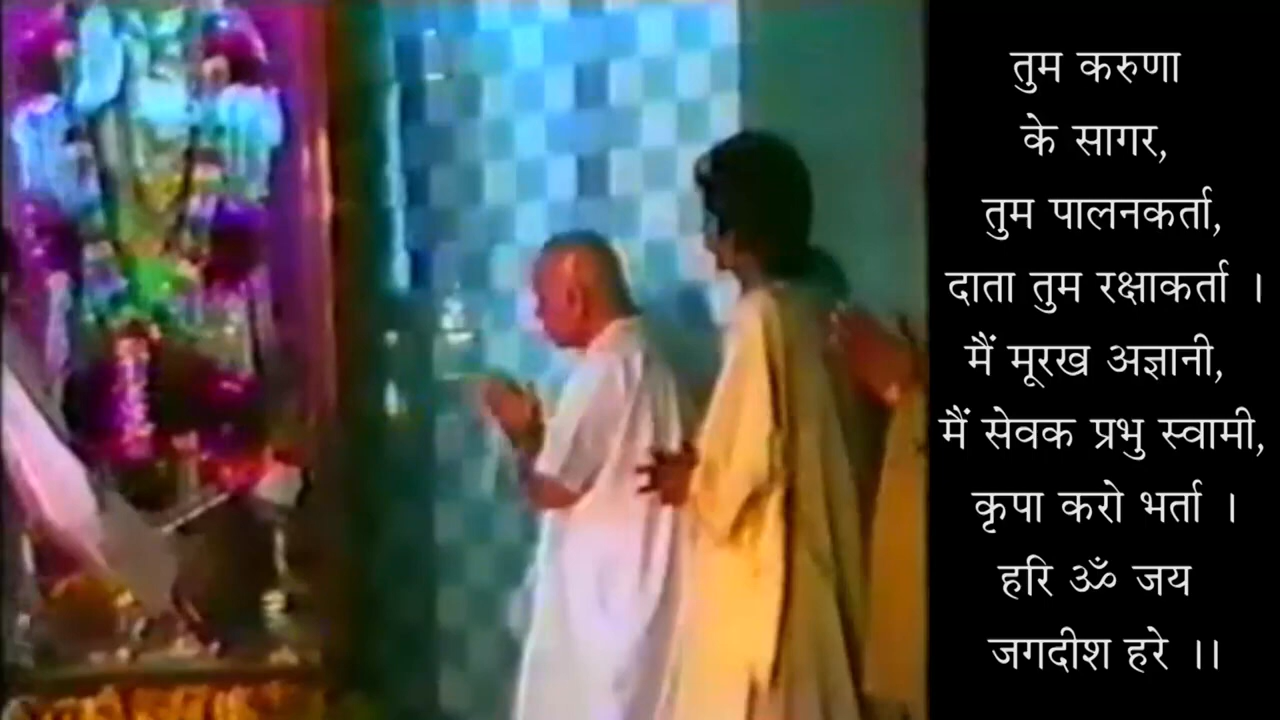 तुम करुणा
के सागर,
तुम पालनकर्ता,
दाता तुम रक्षाकर्ता ।
मैं मूरख अज्ञानी,
मैं सेवक प्रभु स्वामी,
कृपा करो भर्ता ।
हरि ॐ जय
जगदीश हरे ।।